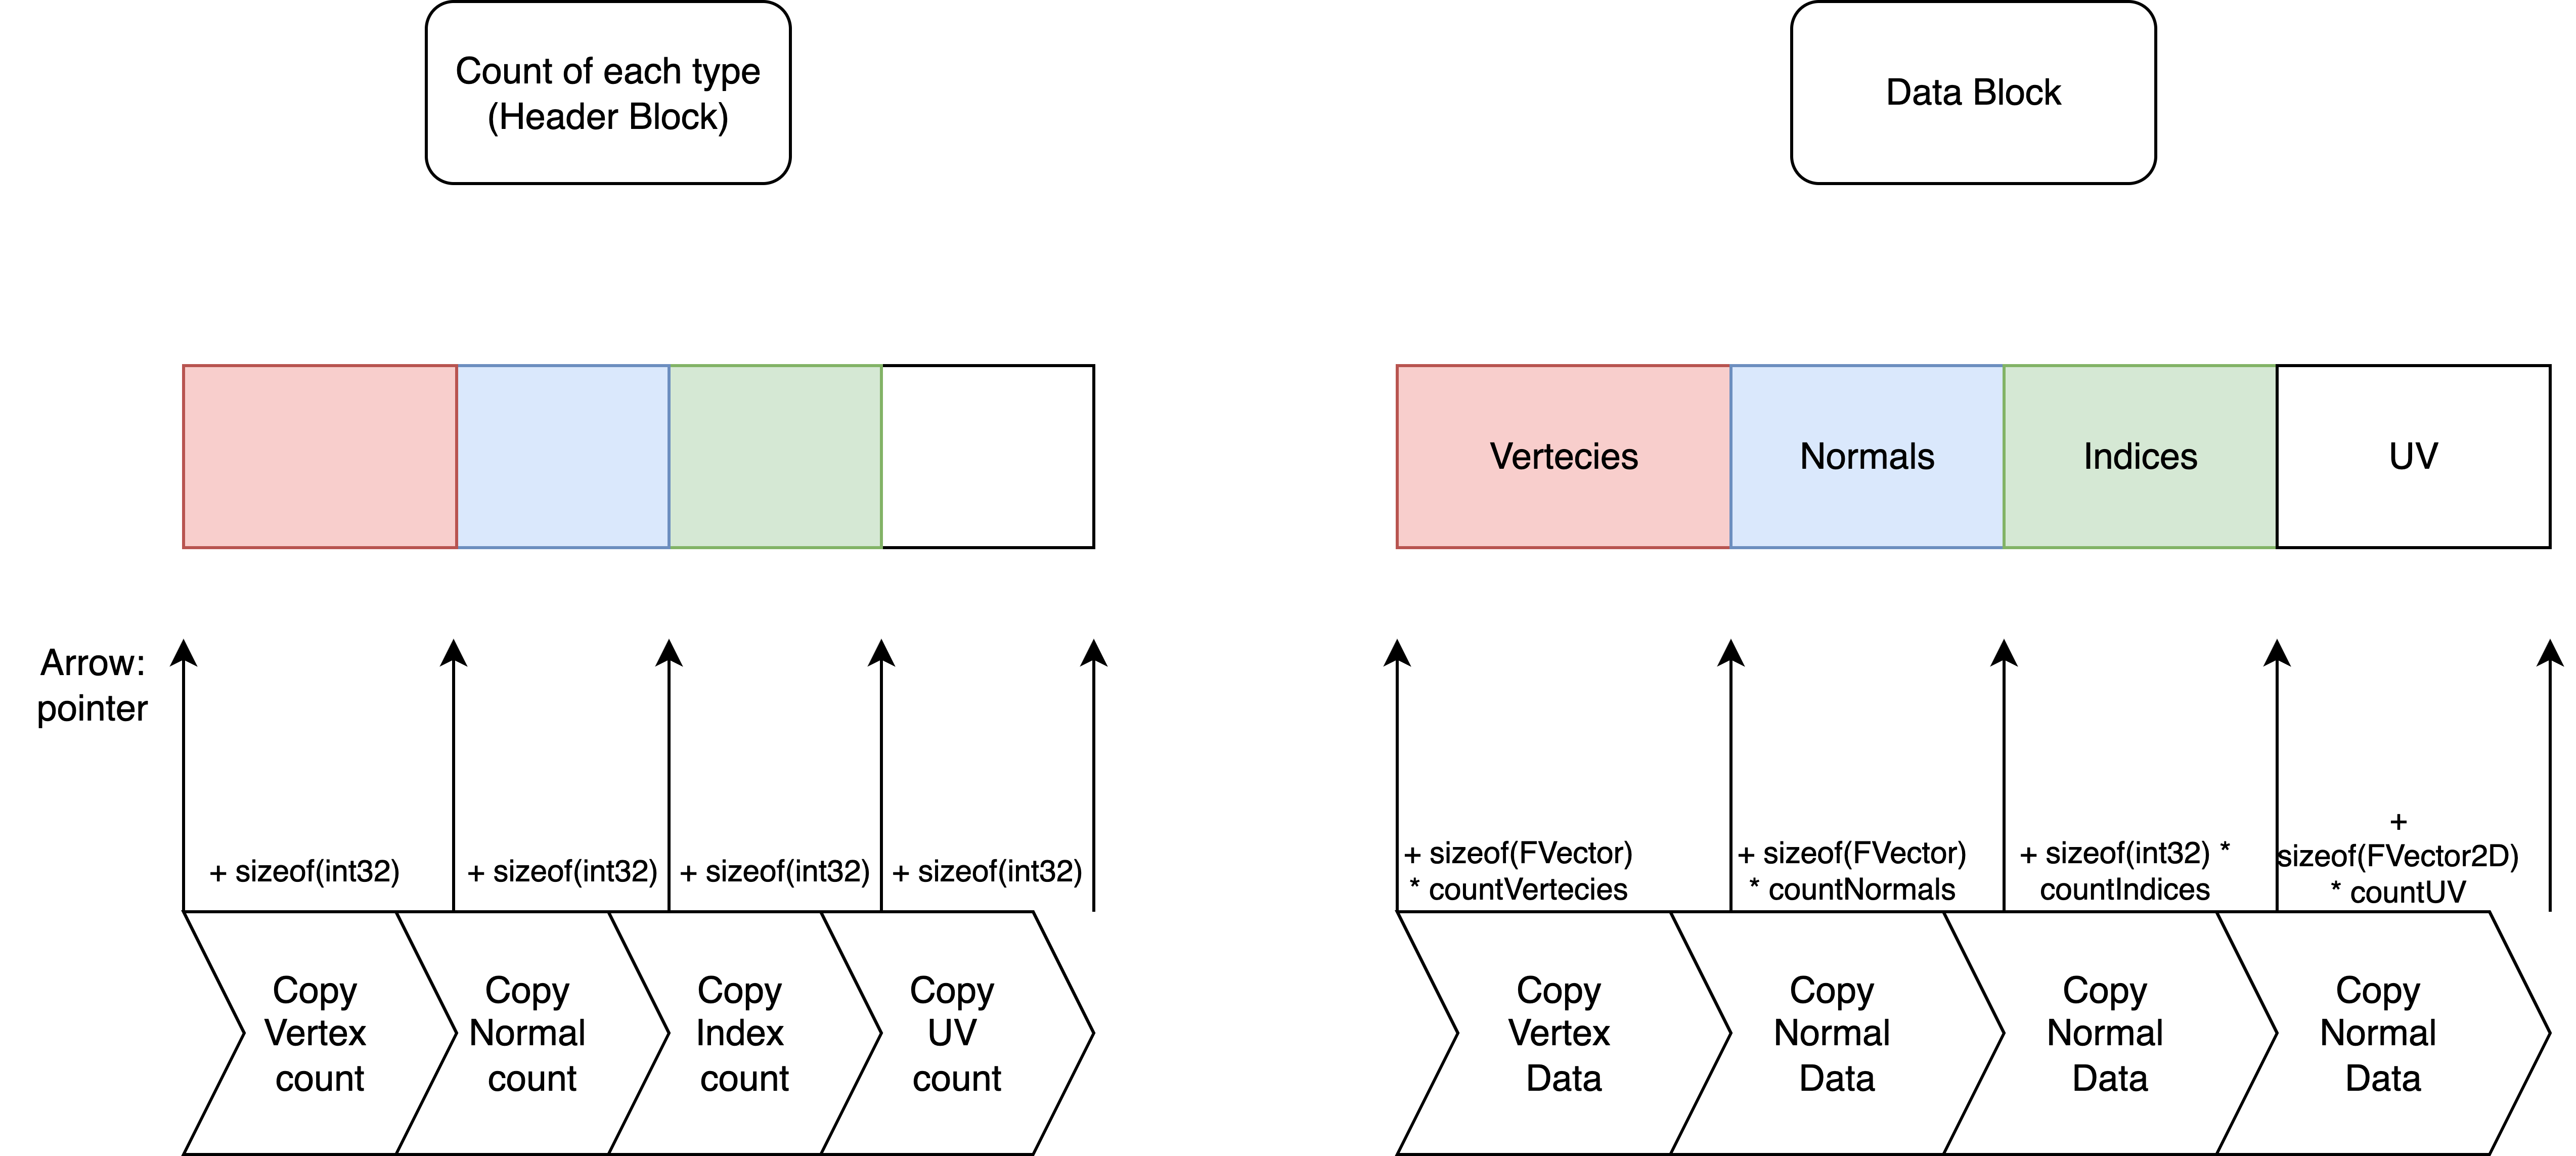 Count of each type
(Header Block)
Data Block
Vertecies
Normals
Indices
UV
Arrow:
pointer
+ sizeof(int32)
+ sizeof(int32)
+ sizeof(int32)
+ sizeof(int32)
+ sizeof(FVector)
* countVertecies
+ sizeof(FVector)
* countNormals
+ sizeof(int32) *
countIndices
+
sizeof(FVector2D)
* countUV
Copy
Vertex
count
Copy
Normal
count
Copy
Index
count
Copy
UV
count
Copy
Vertex
Data
Copy
Normal
Data
Copy
Normal
Data
Copy
Normal
Data